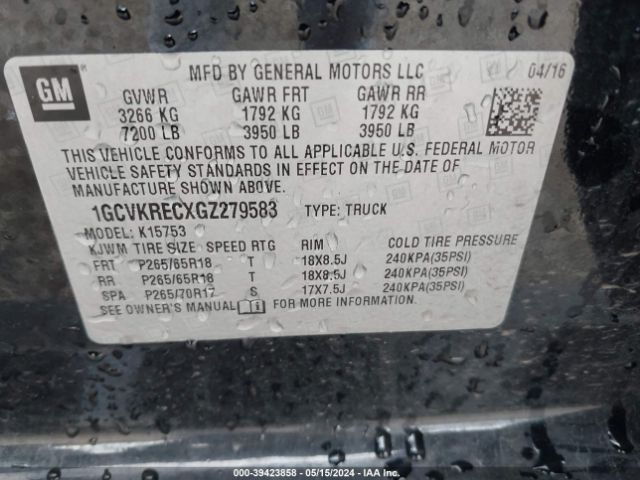 GM
MFD BY GENERAL MOTORS LLC 04/16
GVWR GAWR FRT GAWR RR
3266 KG 1792 KG 1792 KG
7200 LB 3950 LB 3950 LB
THIS VEHICLE CONFORMS TO ALL APPLICABLE U.S. FEDERAL MOTOR
VEHICLE SAFETY STANDARDS IN EFFECT ON THE DATE OF
MANUFACTURE SHOWN ABOVE.
1GCVKRECXGZ279583 TYPE: TRUCK
MODEL: K15753
KJWM TIRE SIZE SPEED RTG RIM COLD TIRE PRESSURE
FRT P265/65R18 T 18X8.5J 240KPA(35PSI)
RR P265/65R18 T 18X8.5J 240KPA(35PSI)
SPA P265/70R17 S 17X7.5J 240KPA(35PSI)
SEE OWNER'S MANUAL FOR MORE INFORMATION.
000-39423858 - 05/15/2024 - IAA Inc.